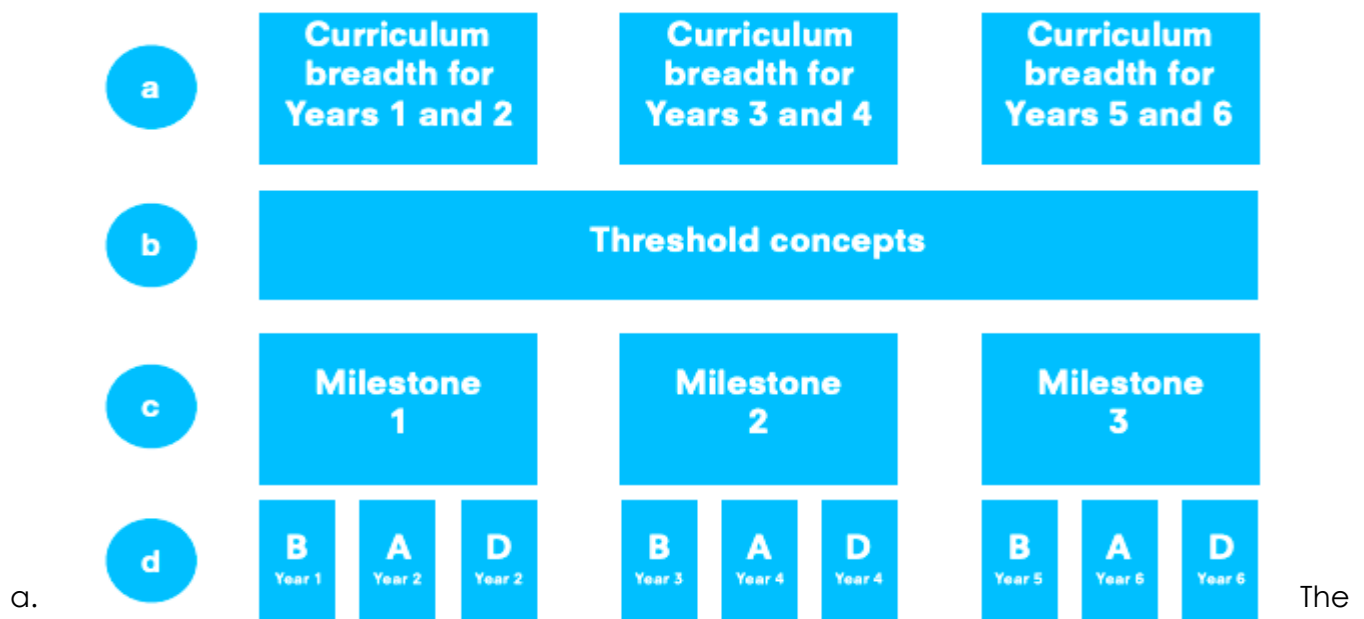 a
Curriculum
breadth for
Years 1 and 2
Curriculum
breadth for
Years 3 and 4
Curriculum
breadth for
Years 5 and 6
b
Threshold concepts
c
Milestone
1
Milestone
2
Milestone
3
d
B
Year 1
A
Year 2
D
Year 2
B
Year 3
A
Year 4
D
Year 4
B
Year 5
A
Year 6
D
Year 6
a. The